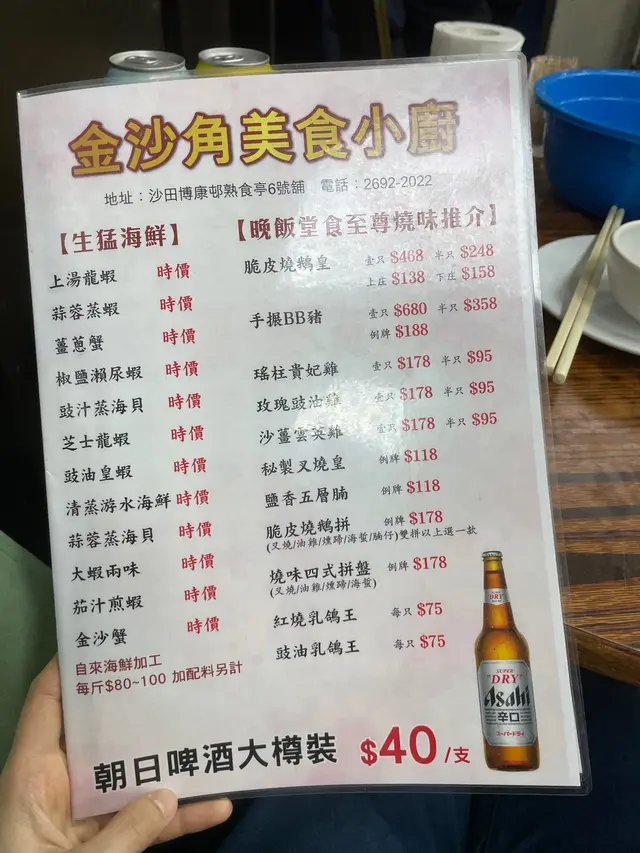 金沙角美食小廚
地址：沙田博康邨熟食亭6號舖 電話：2692-2022
【生猛海鮮】
上湯龍蝦 時價
蒜蓉蒸蝦 時價
薑蔥蟹 時價
椒鹽瀨尿蝦 時價
豉汁蒸海貝 時價
芝士龍蝦 時價
豉油皇蝦 時價
清蒸游水海鮮 時價
蒜蓉蒸海貝 時價
大蝦兩味 時價
茄汁煎蝦 時價
金沙蟹 時價
自來海鮮加工
每斤$80~100 加配料另計
【晚飯堂食至尊燒味推介】
脆皮燒鵝皇 壹只 $468 半只 $248
上庄 $138 下庄 $158
手振BB豬 壹只 $680 半只 $358
例牌 $188
瑤柱貴妃雞 壹只 $178 半只 $95
玫瑰豉油雞 壹只 $178 半只 $95
沙薑雲英雞 壹只 $178 半只 $95
秘製叉燒皇 例牌 $118
鹽香五層腩 例牌 $118
脆皮燒鵝拼 例牌 $178
(叉燒/油雞/燻蹄/海蜇/腩仔)雙拼以上選一款
燒味四式拼盤 例牌 $178
(叉燒/油雞/燻蹄/海蜇)
紅燒乳鴿王 每只 $75
豉油乳鴿王 每只 $75
DRY
SUPER
"DRY"
Asahi
辛口
スーパードライ
朝日啤酒大樽裝 $40/支